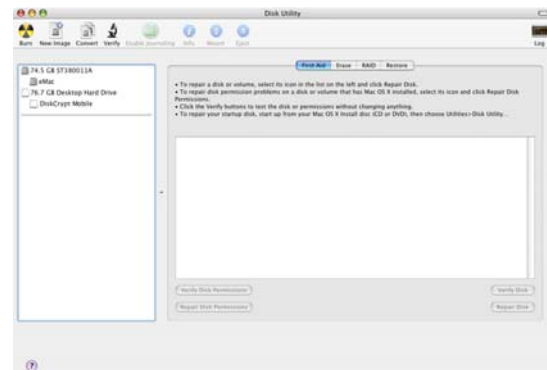 Disk Utility
Burn New Image Convert Verify Enable Journaling Info Mount Eject Log
74.5 GB ST380011A
eMac
76.7 GB Desktop Hard Drive
DiskCrypt Mobile
First Aid Erase RAID Restore
• To repair a disk or volume, select its icon in the list on the left and click Repair Disk.
• To repair disk permission problems on a disk or volume that has Mac OS X installed, select its icon and click Repair Disk
Permissions.
• Click the Verify buttons to test the disk or permissions without changing anything.
• To repair your startup disk, start up from your Mac OS X Install disc (CD or DVD), then choose Utilities>Disk Utility...
Verify Disk Permissions Verify Disk
Repair Disk Permissions Repair Disk
?